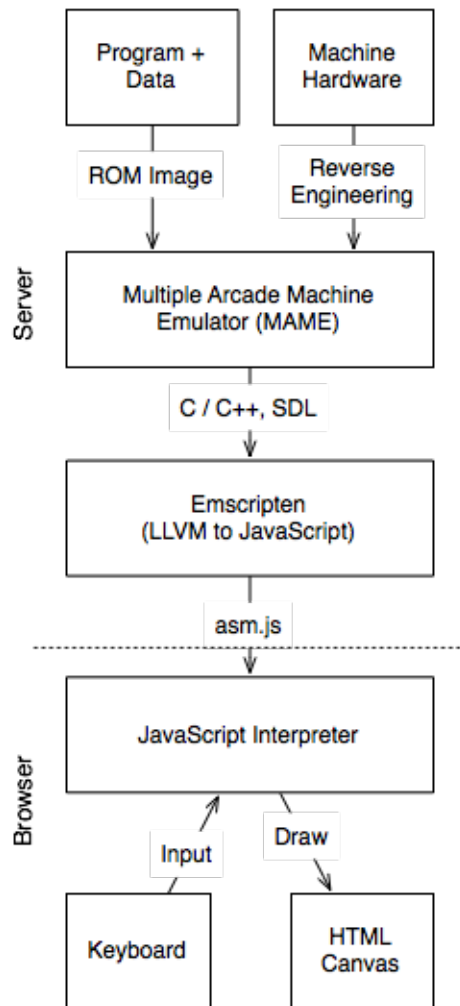 Program +
Data
Machine
Hardware
ROM Image
Reverse
Engineering
Server
Multiple Arcade Machine
Emulator (MAME)
C / C++, SDL
Emscripten
(LLVM to JavaScript)
asm.js
Browser
JavaScript Interpreter
Input
Draw
Keyboard
HTML
Canvas